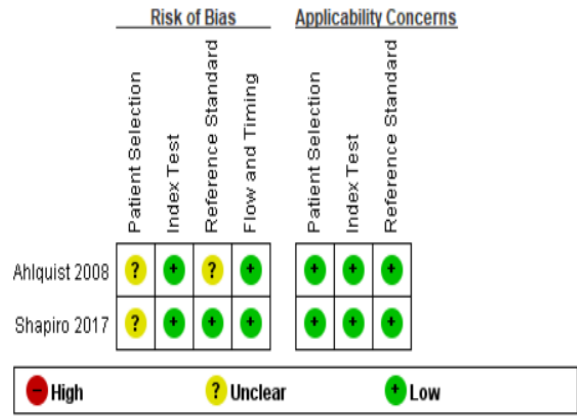 Risk of Bias Applicability Concerns
Patient Selection
Index Test
Reference Standard
Flow and Timing
Patient Selection
Index Test
Reference Standard
Ahlquist 2008 ? + ? + + + +
Shapiro 2017 ? + + + + + +
– High ? Unclear + Low